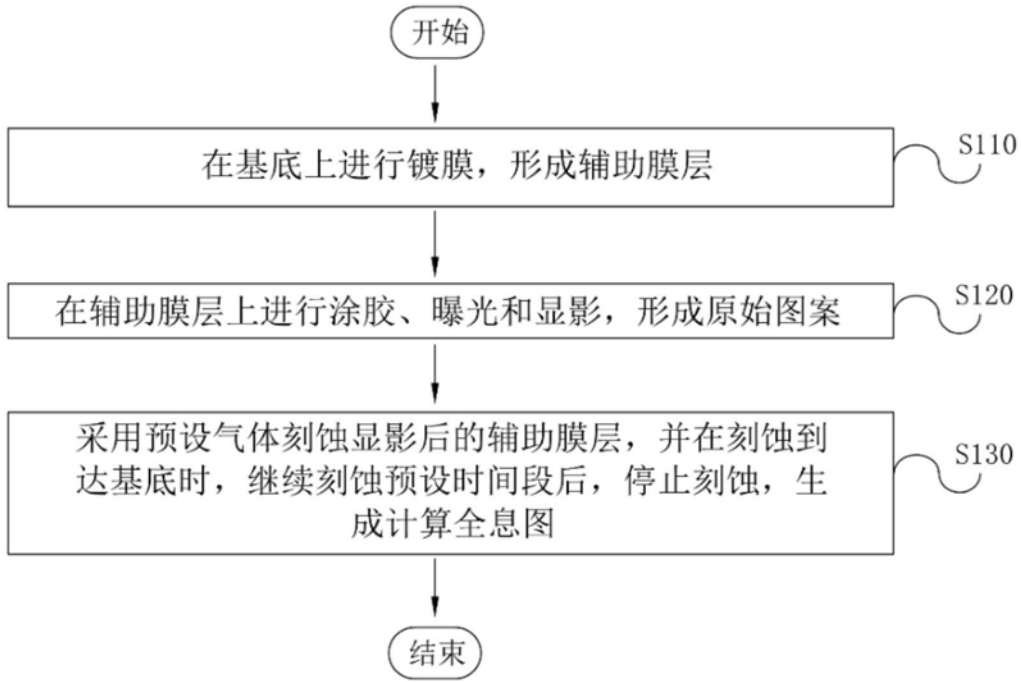 开始
在基底上进行镀膜，形成辅助膜层
S110
在辅助膜层上进行涂胶、曝光和显影，形成原始图案
S120
采用预设气体刻蚀显影后的辅助膜层，并在刻蚀到
达基底时，继续刻蚀预设时间段后，停止刻蚀，生
成计算全息图
S130
结束